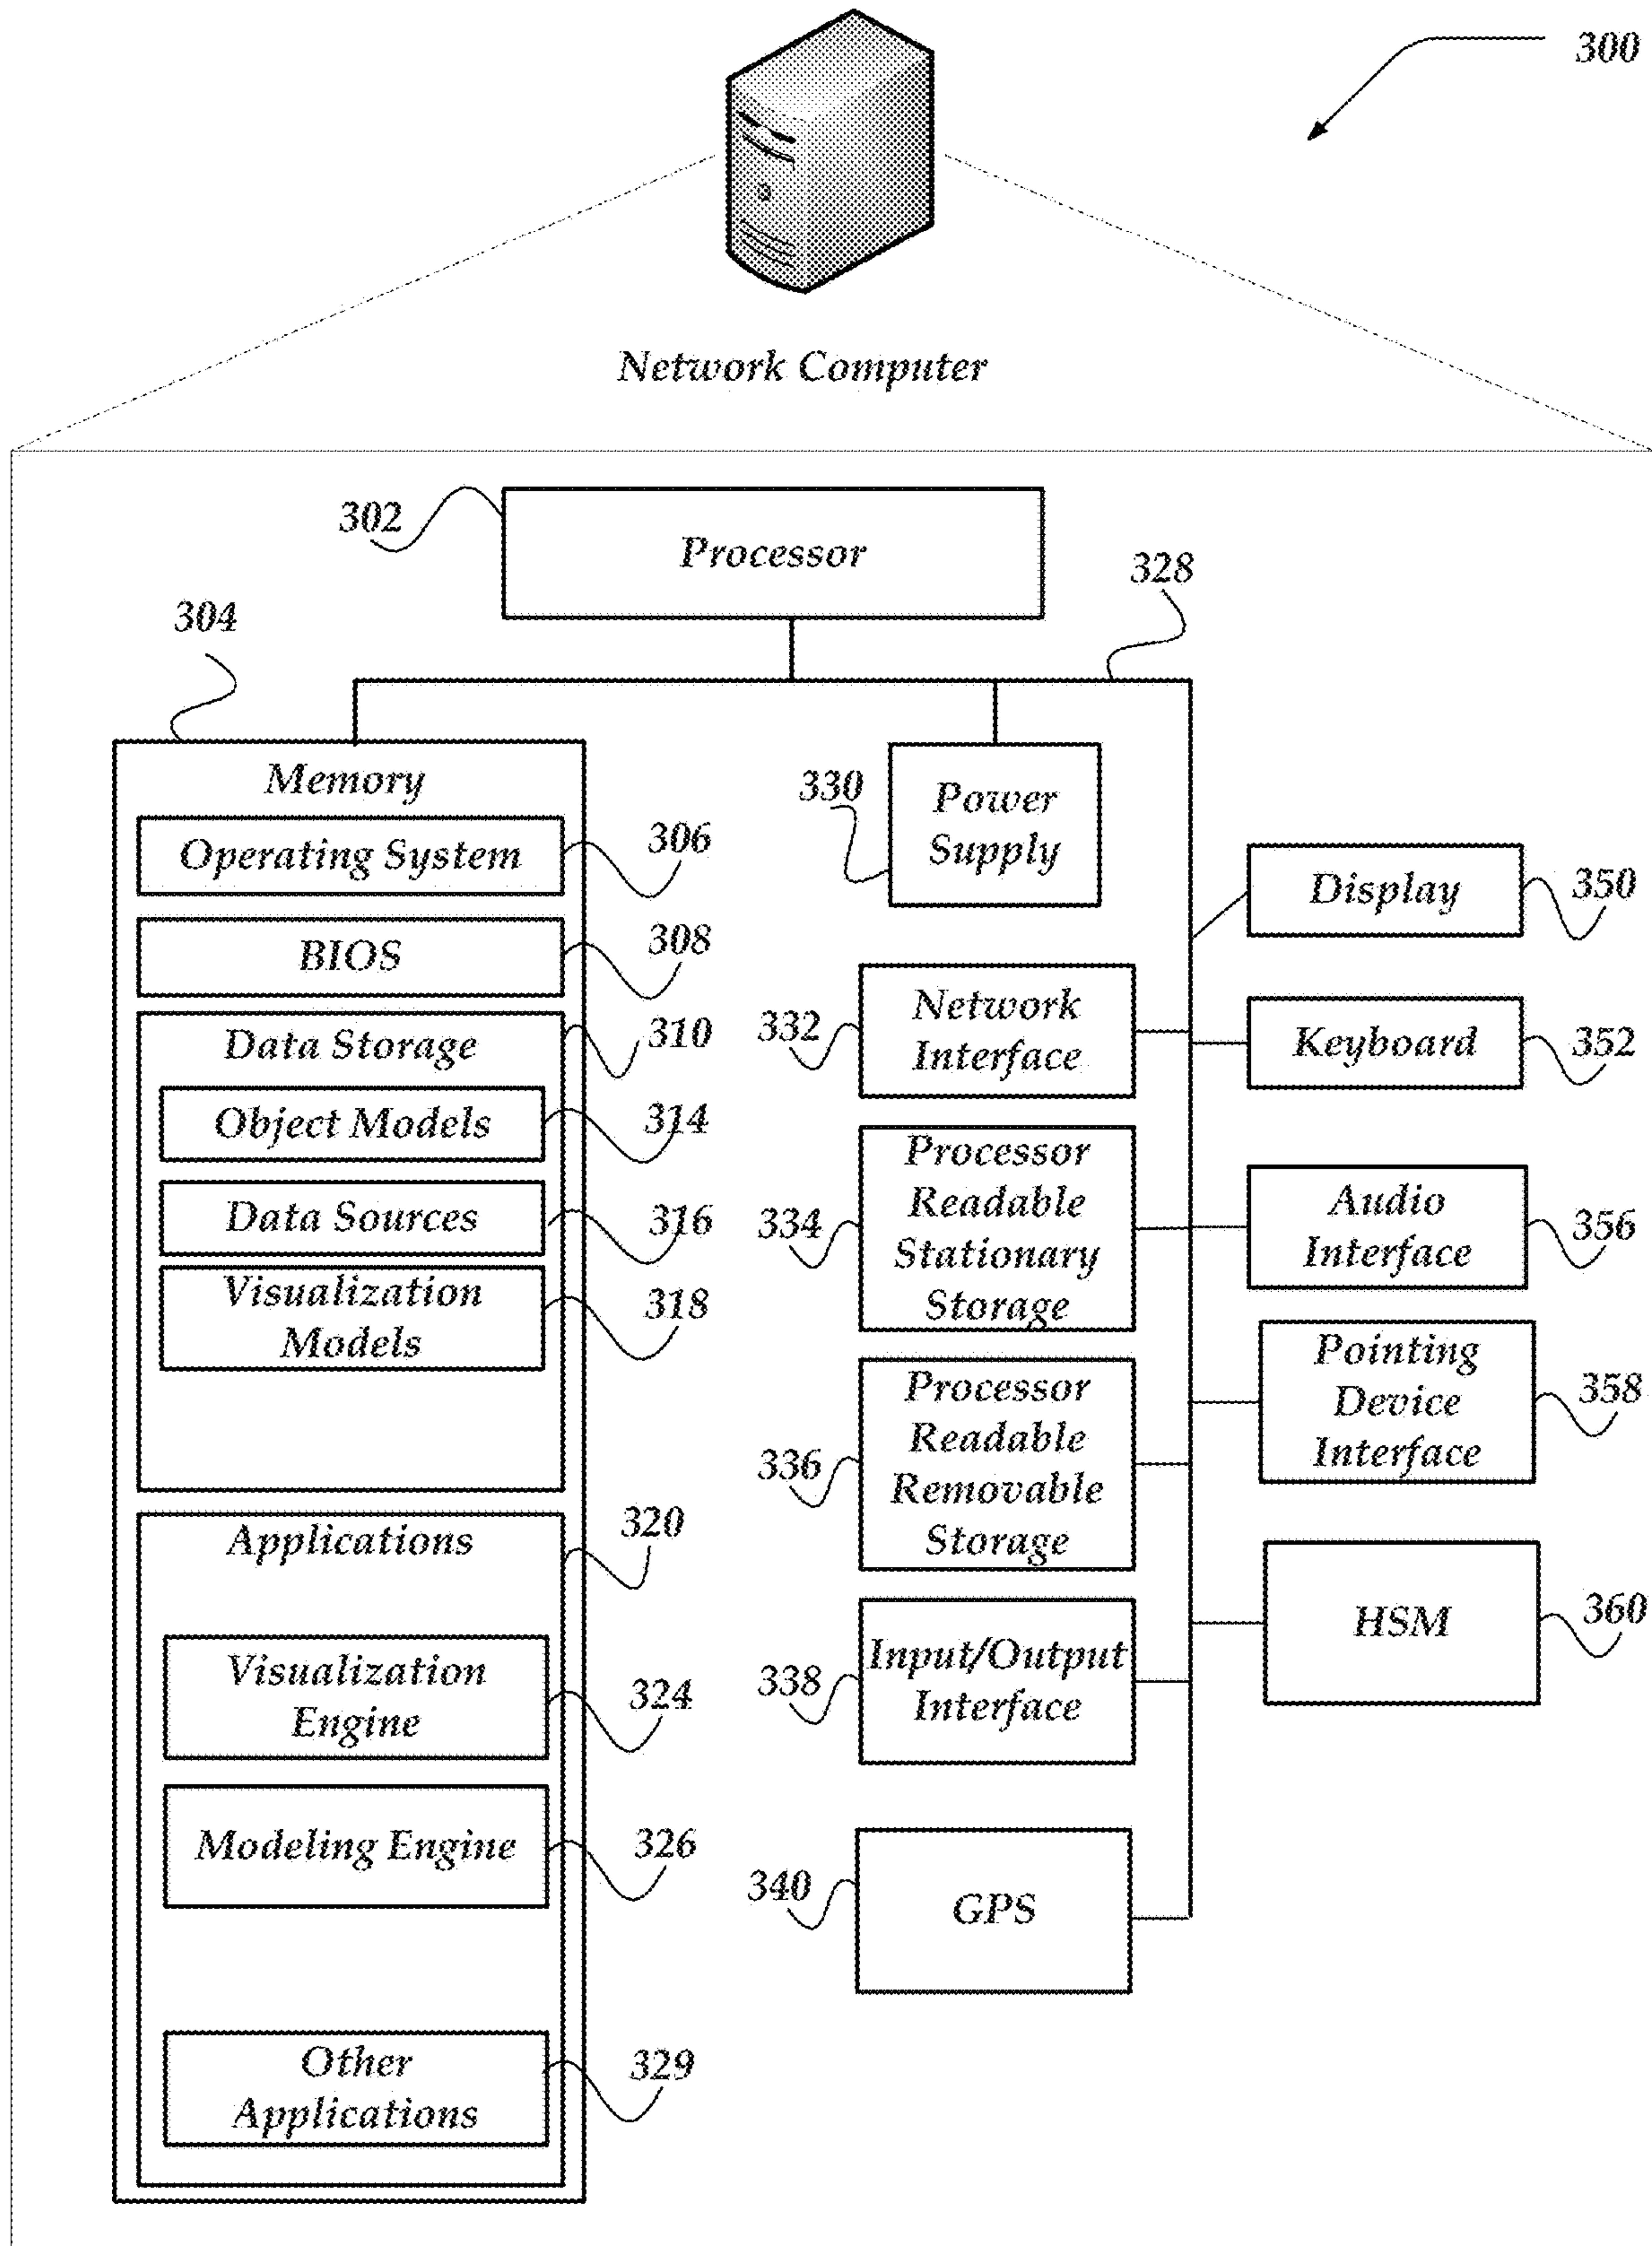 300
Network Computer
302
Processor
328
304
Memory
Operating System
306
BIOS
308
Data Storage
310
Object Models
314
Data Sources
316
Visualization
Models
318
Applications
320
Visualization
Engine
324
Modeling Engine
326
Other
Applications
329
330
Power
Supply
332
Network
Interface
334
Processor
Readable
Stationary
Storage
336
Processor
Readable
Removable
Storage
338
Input/Output
Interface
340
GPS
Display
350
Keyboard
352
Audio
Interface
356
Pointing
Device
Interface
358
HSM
360